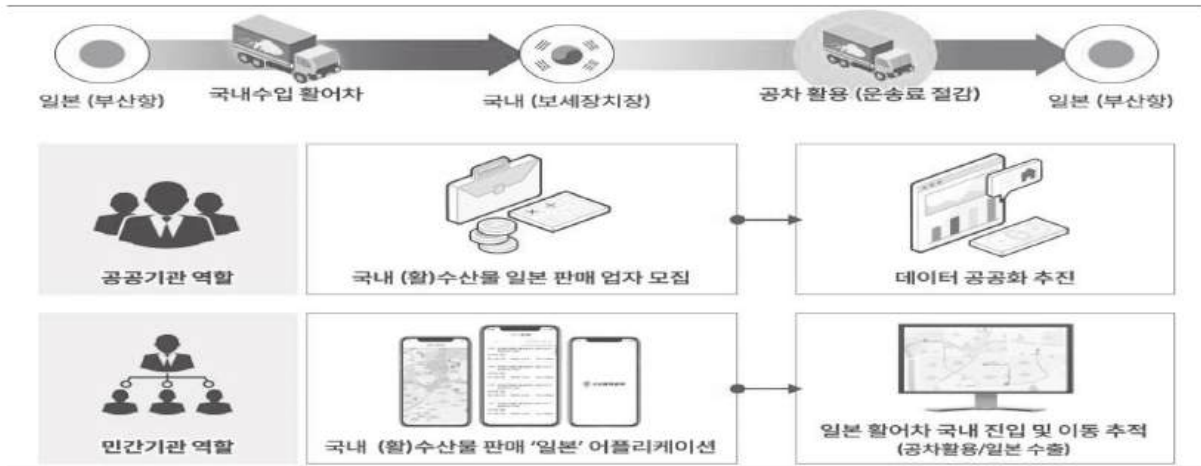 일본 (부산항)
국내수입 활어차
국내 (보세장치장)
공차 활용 (운송료 절감)
일본 (부산항)
공공기관 역할
국내 (활)수산물 일본 판매 업자 모집
데이터 공공화 추진
민간기관 역할
국내 (활)수산물 판매 '일본' 어플리케이션
일본 활어차 국내 진입 및 이동 추적
(공차활용/일본 수출)